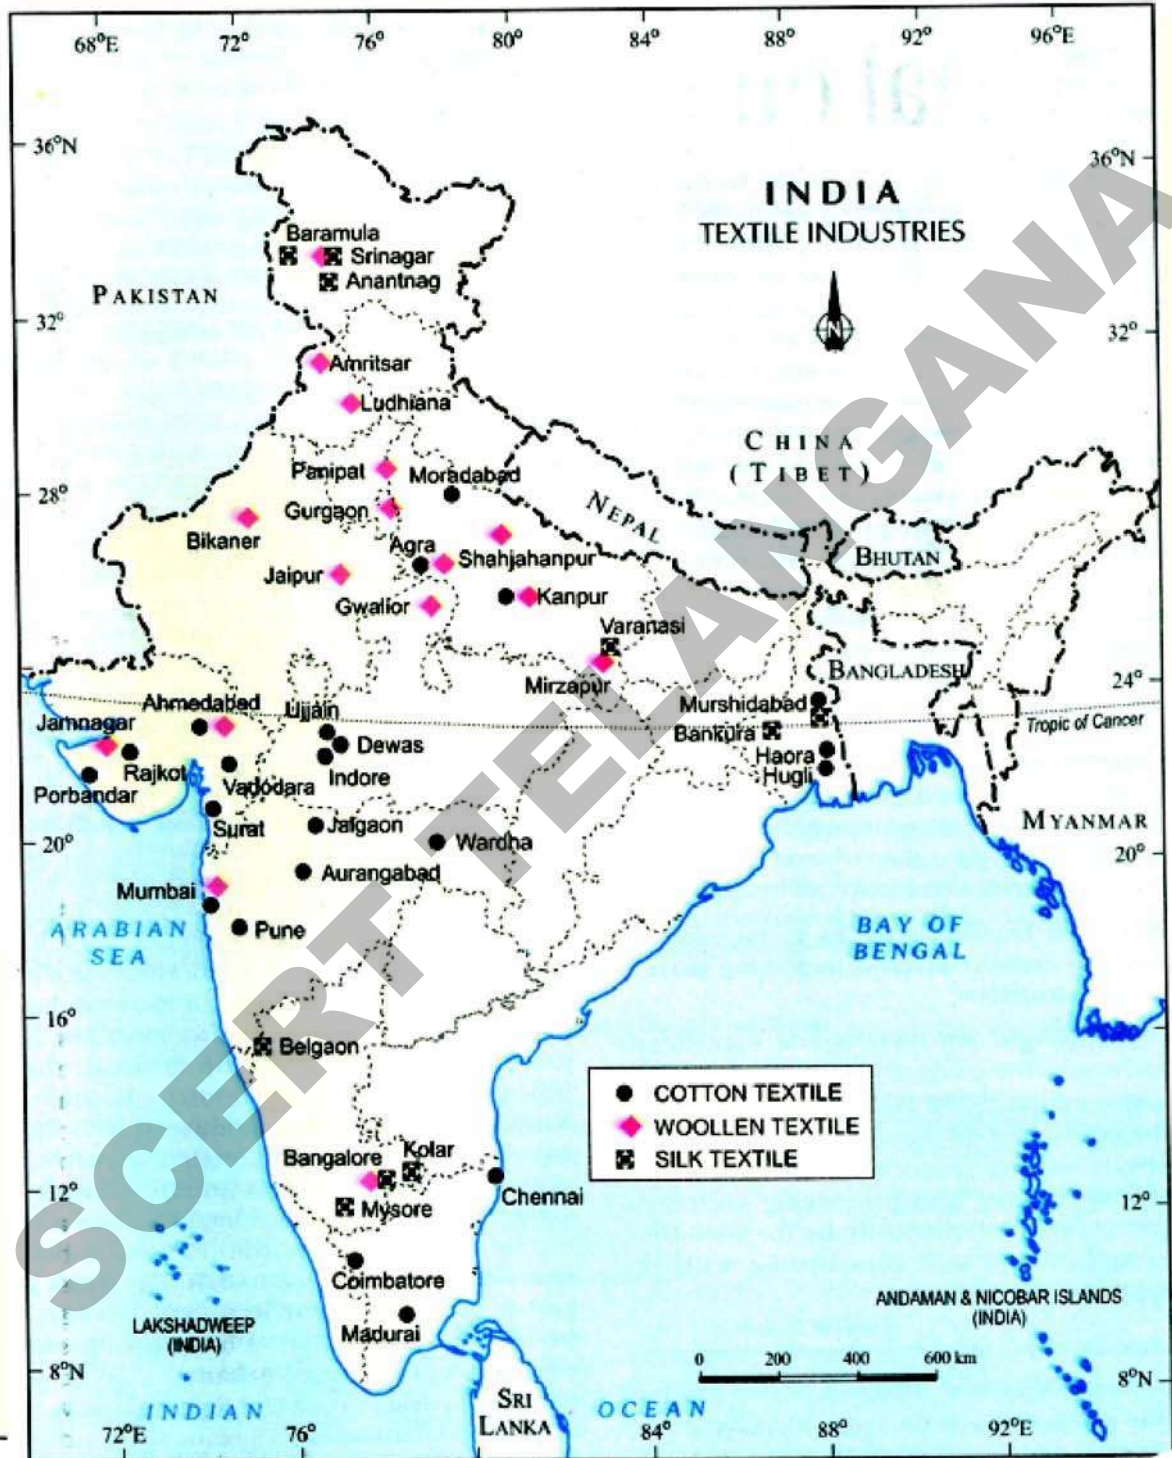 68°E 72° 76° 80° 84° 88° 92° 96°E
36°N
36°N
INDIA
TEXTILE INDUSTRIES
Baramula
Srinagar
Anantnag
PAKISTAN
N
32°
32°
Amritsar
Ludhiana
CHINA
(TIBET)
Panipat
Moradabad
28°
28°
Gurgaon
NEPAL
Bikaner
Agra
Shahjahanpur
BHUTAN
Jaipur
Gwalior
Kanpur
Varanasi
Mirzapur
BANGLADESH
24°
Ahmedabad
Ujjain
Murshidabad
Jamnagar
Tropic of Cancer
Bankura
Dewas
Haora
Rajkot
Indore
Hugli
Vadodara
Porbandar
Surat
Jalgaon
MYANMAR
20°
Wardha
20°
Aurangabad
Mumbai
ARABIAN
SEA
Pune
BAY OF
BENGAL
16°
Belgaon
COTTON TEXTILE
WOOLLEN TEXTILE
SILK TEXTILE
Kolar
Bangalore
12°
Chennai
12°
Mysore
Coimbatore
ANDAMAN & NICOBAR ISLANDS
(INDIA)
LAKSHADWEEP
(INDIA)
Madurai
0 200 400 600 km
8°N
8°N
SRI
LANKA
INDIAN OCEAN
72°E 76° 84° 88° 92°E
SCERT TELANGANA